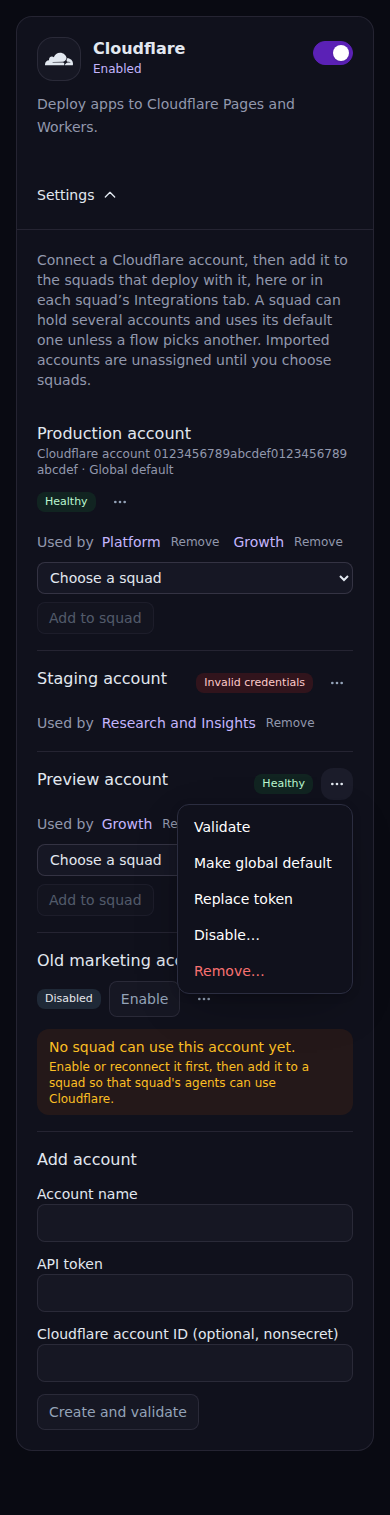 Cloudflare
Enabled
Deploy apps to Cloudflare Pages and
Workers.
Settings
Connect a Cloudflare account, then add it to
the squads that deploy with it, here or in
each squad’s Integrations tab. A squad can
hold several accounts and uses its default
one unless a flow picks another. Imported
accounts are unassigned until you choose
squads.
Production account
Cloudflare account 0123456789abcdef0123456789
abcdef · Global default
Healthy ···
Used by Platform Remove Growth Remove
Choose a squad
Add to squad
Staging account Invalid credentials ···
Used by Research and Insights Remove
Preview account Healthy ···
Used by Growth
Choose a squad
Add to squad
Validate
Make global default
Replace token
Disable…
Remove…
Old marketing
Disabled Enable ···
No squad can use this account yet.
Enable or reconnect it first, then add it to a
squad so that squad's agents can use
Cloudflare.
Add account
Account name
API token
Cloudflare account ID (optional, nonsecret)
Create and validate